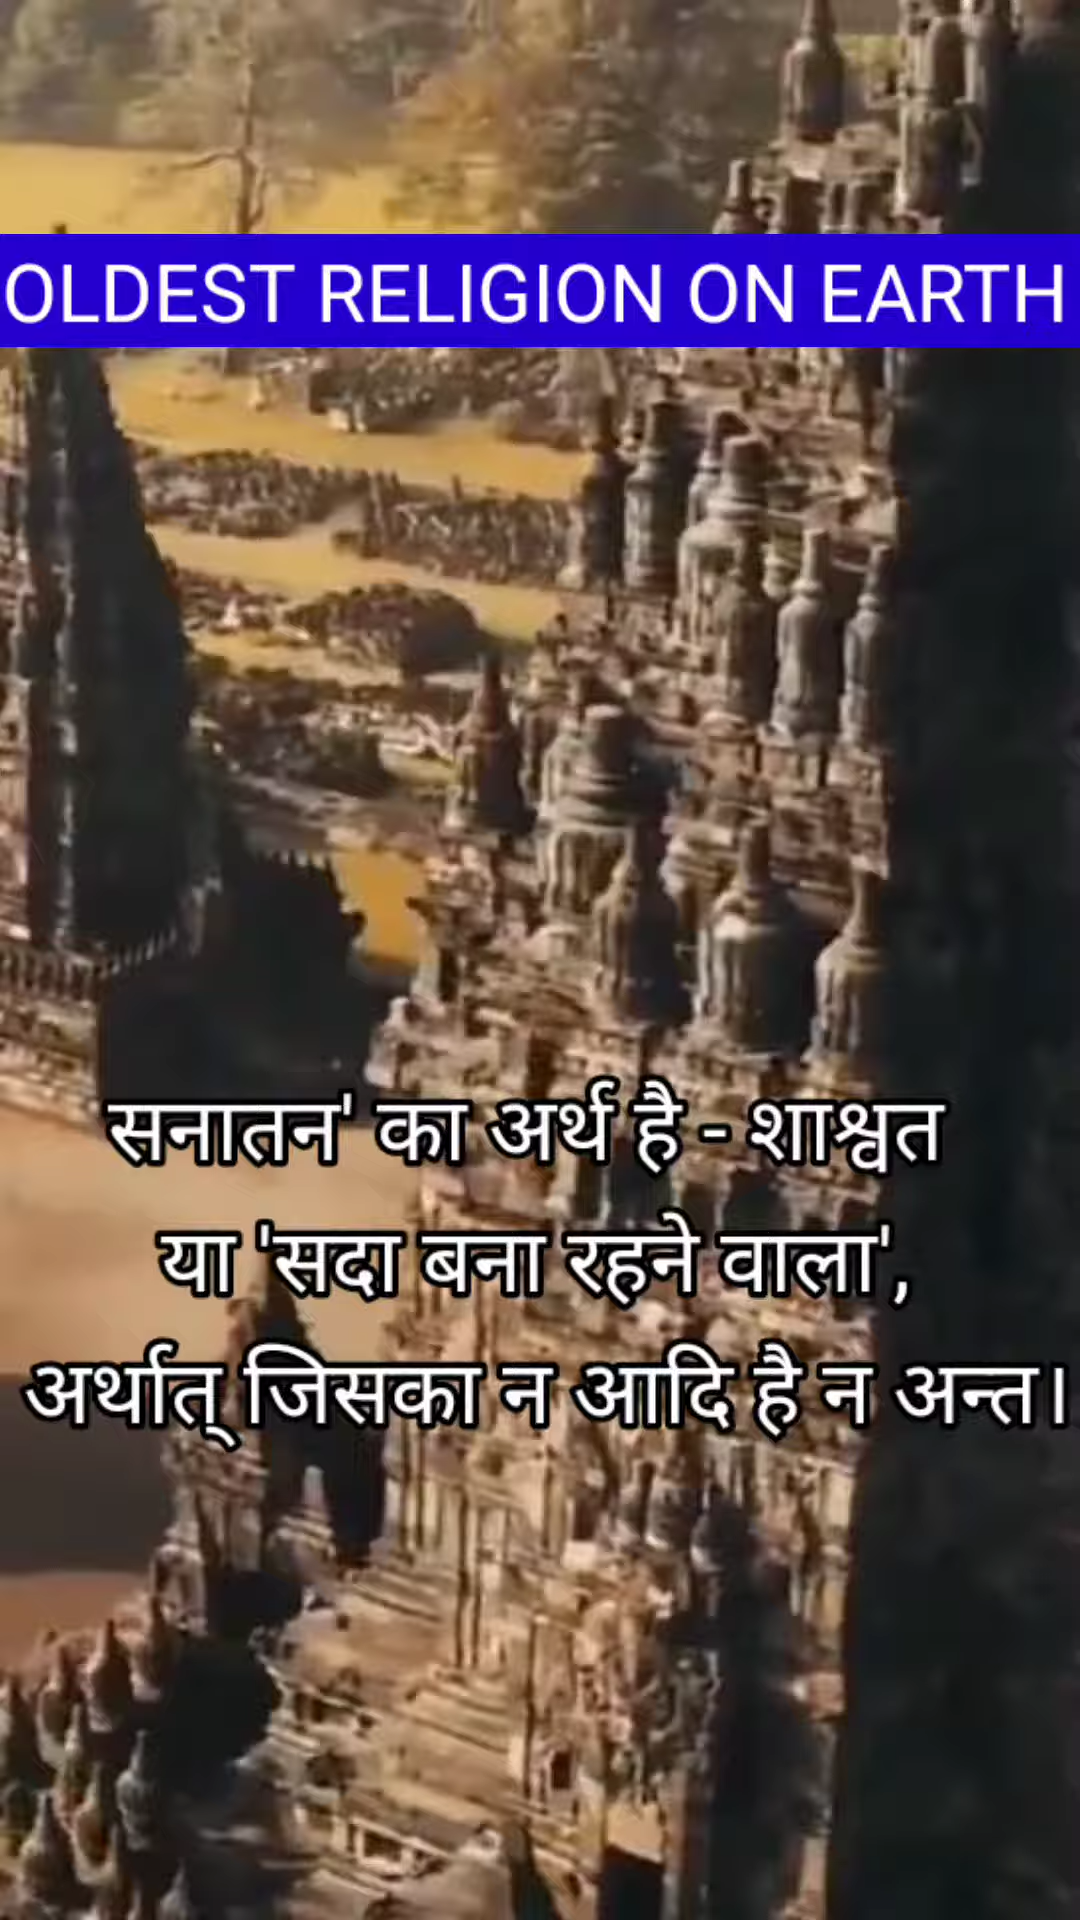 OLDEST RELIGION ON EARTH
सनातन' का अर्थ है - शाश्वत
या 'सदा बना रहने वाला',
अर्थात् जिसका न आदि है न अन्त।